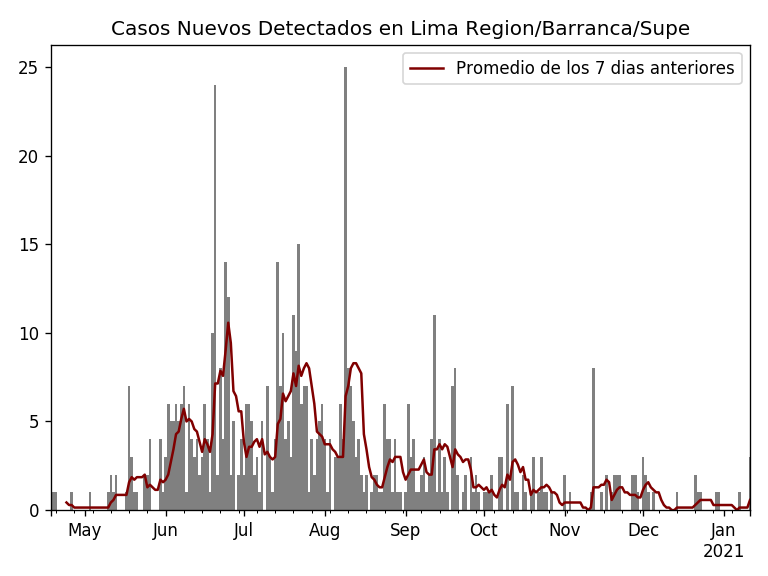 Casos Nuevos Detectados en Lima Region/Barranca/Supe
Promedio de los 7 dias anteriores
25
20
15
10
5
0
May Jun Jul Aug Sep Oct Nov Dec Jan
2021